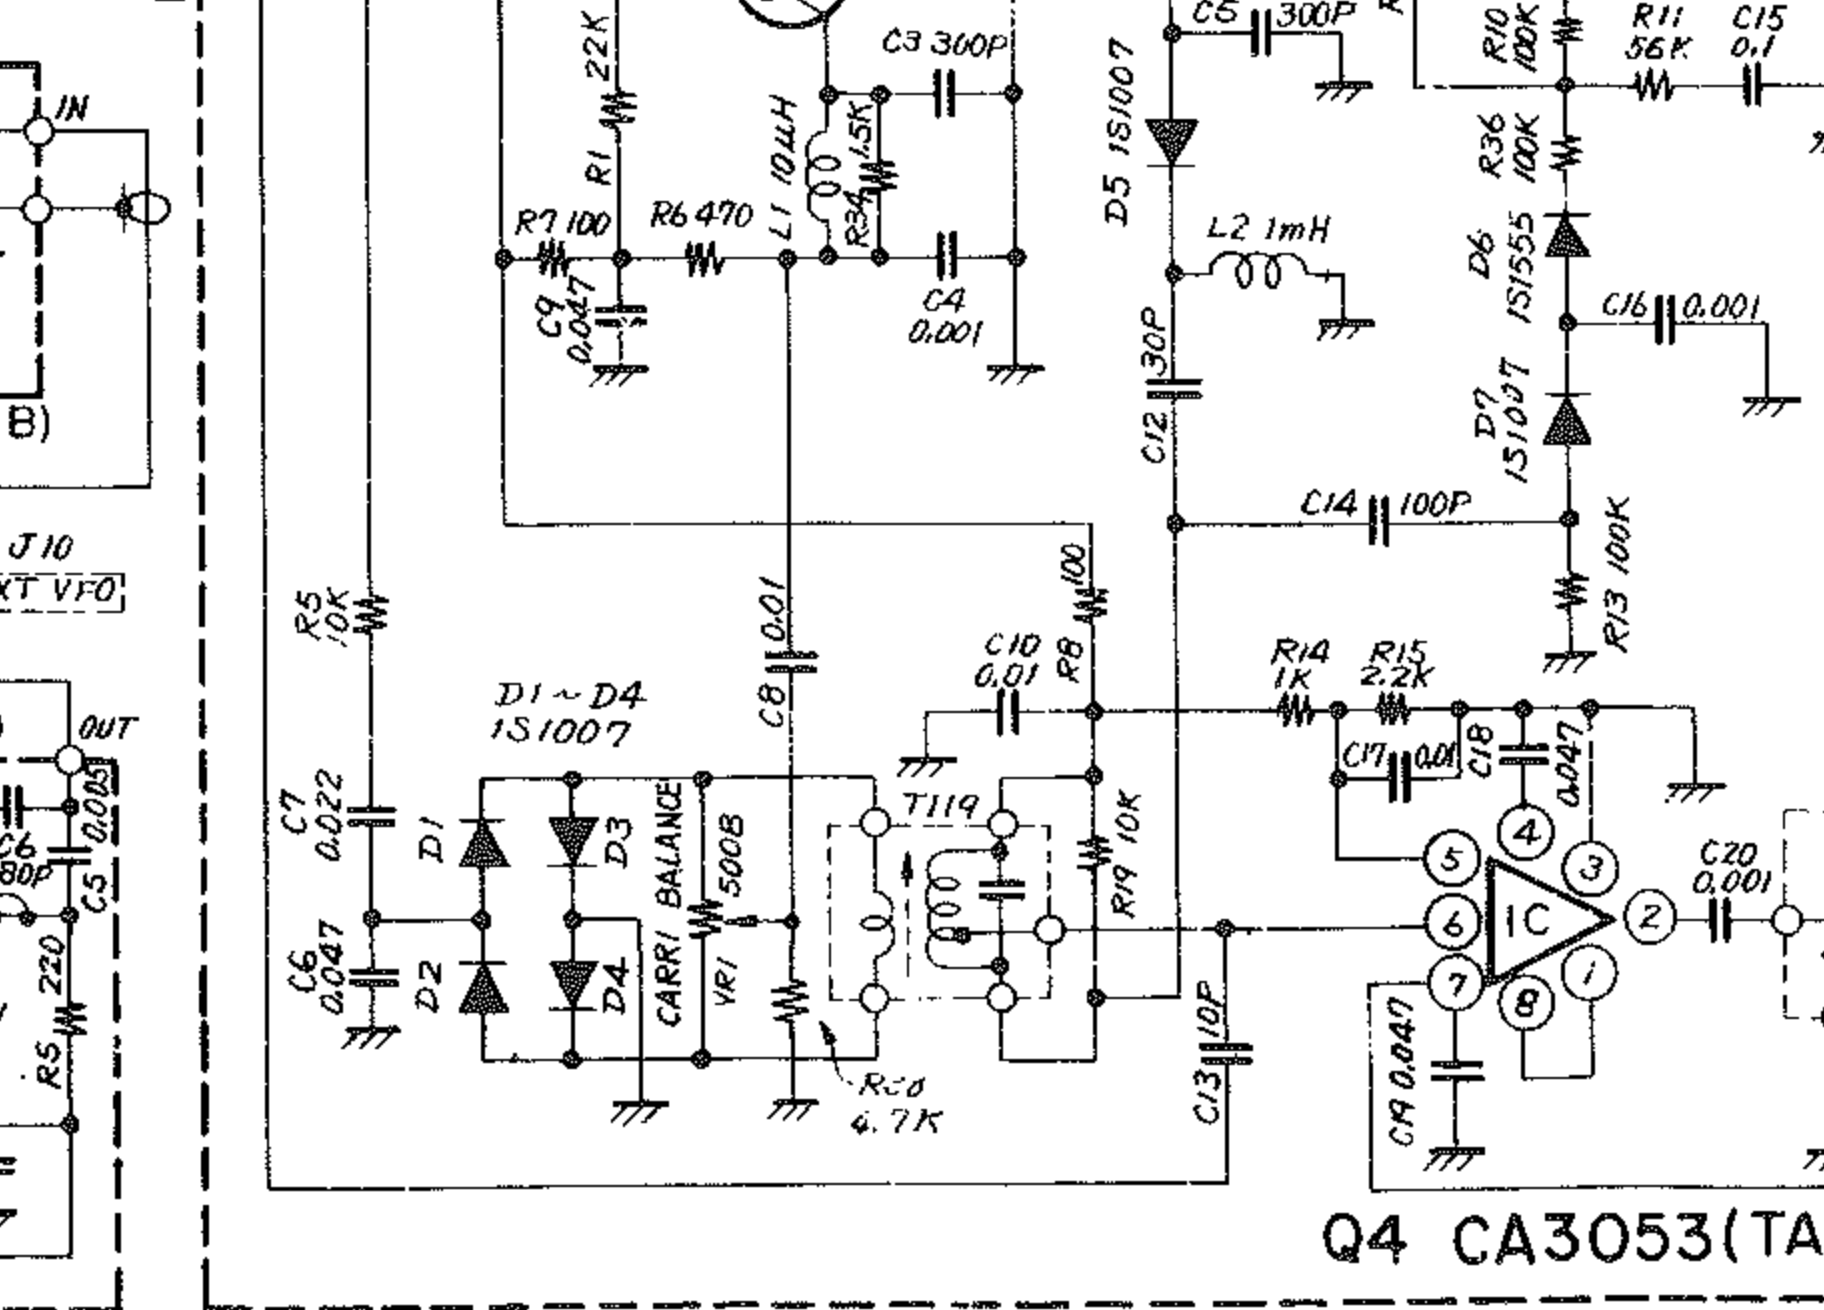 C5 300P
R10 100K
R11 56K
C15 0.1
IN
22K
R1
C3 300P
L1 10μH
1.5K
R34
D5 1S1007
R36 100K
R7 100
R6 470
L2 1mH
D6 1S1555
C9 0.047
C4 0.001
C16 0.001
C12 30P
D7 1S1007
B)
C14 100P
J10
XT VFO
R5 10K
C8 0.01
R8 100
R13 100K
C10 0.01
R14 1K
R15 2.2K
D1~D4
1S1007
OUT
C17 0.01
C18 0.047
C7 0.022
T119
C6 80P
C5 0.005
D1
D3
CARRI BALANCE
VR1 500B
R19 10K
5
4
3
C20 0.001
6
IC
2
C6 0.047
D2
D4
7
8
1
R5 220
C13 10P
C19 0.047
4.7K
Q4 CA3053(TA